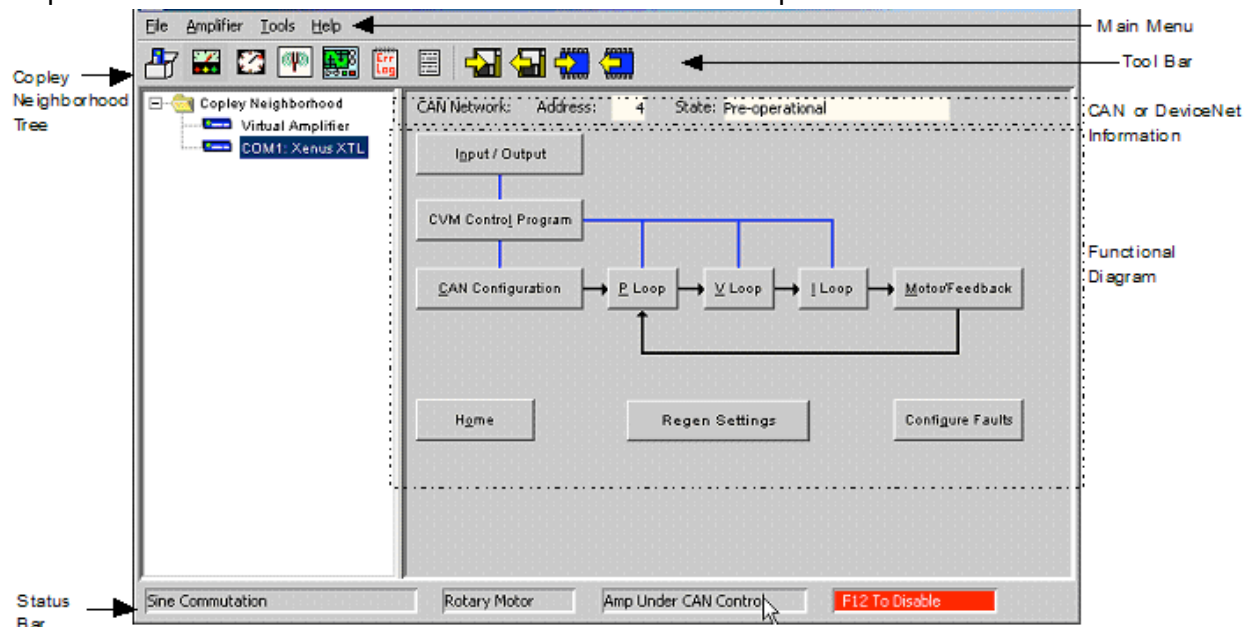 File Amplifier Tools Help
Main Menu
Err
Log
Tool Bar
Copley
Neighborhood
Tree
Copley Neighborhood
Virtual Amplifier
COM1: Xenus XTL
CAN Network: Address: 4 State: Pre-operational
CAN or DeviceNet
Information
Input / Output
CVM Control Program
CAN Configuration
P Loop
V Loop
I Loop
Motor/Feedback
Functional
Diagram
Home
Regen Settings
Configure Faults
Status
Bar
Sine Commutation
Rotary Motor
Amp Under CAN Control
F12 To Disable